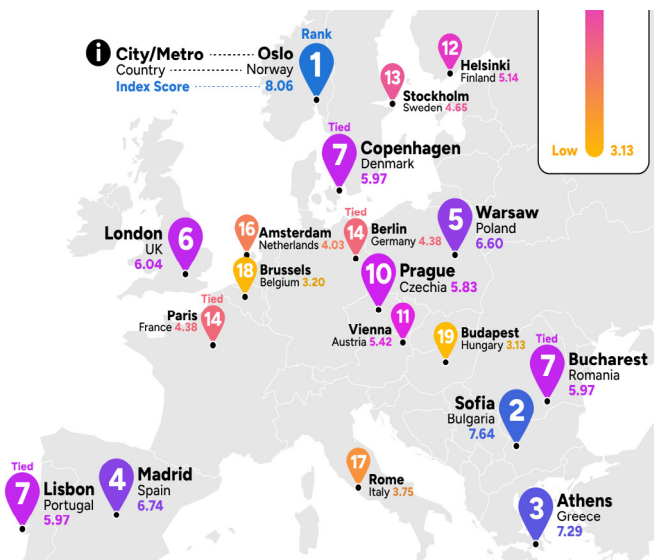 Rank
i City/Metro Oslo 1
Country Norway
Index Score 8.06
12 Helsinki
Finland 5.14
13 Stockholm
Sweden 4.65
Low 3.13
Tied
7 Copenhagen
Denmark
5.97
London 6
UK
6.04
16 Amsterdam
Netherlands 4.03
Tied
14 Berlin
Germany 4.38
5 Warsaw
Poland
6.60
18 Brussels
Belgium 3.20
10 Prague
Czechia 5.83
Tied
Paris 14
France 4.38
11
Vienna
Austria 5.42
19 Budapest
Hungary 3.13
Tied
7 Bucharest
Romania
5.97
Sofia 2
Bulgaria
7.64
Tied
7 Lisbon
Portugal
5.97
4 Madrid
Spain
6.74
17 Rome
Italy 3.75
3 Athens
Greece
7.29